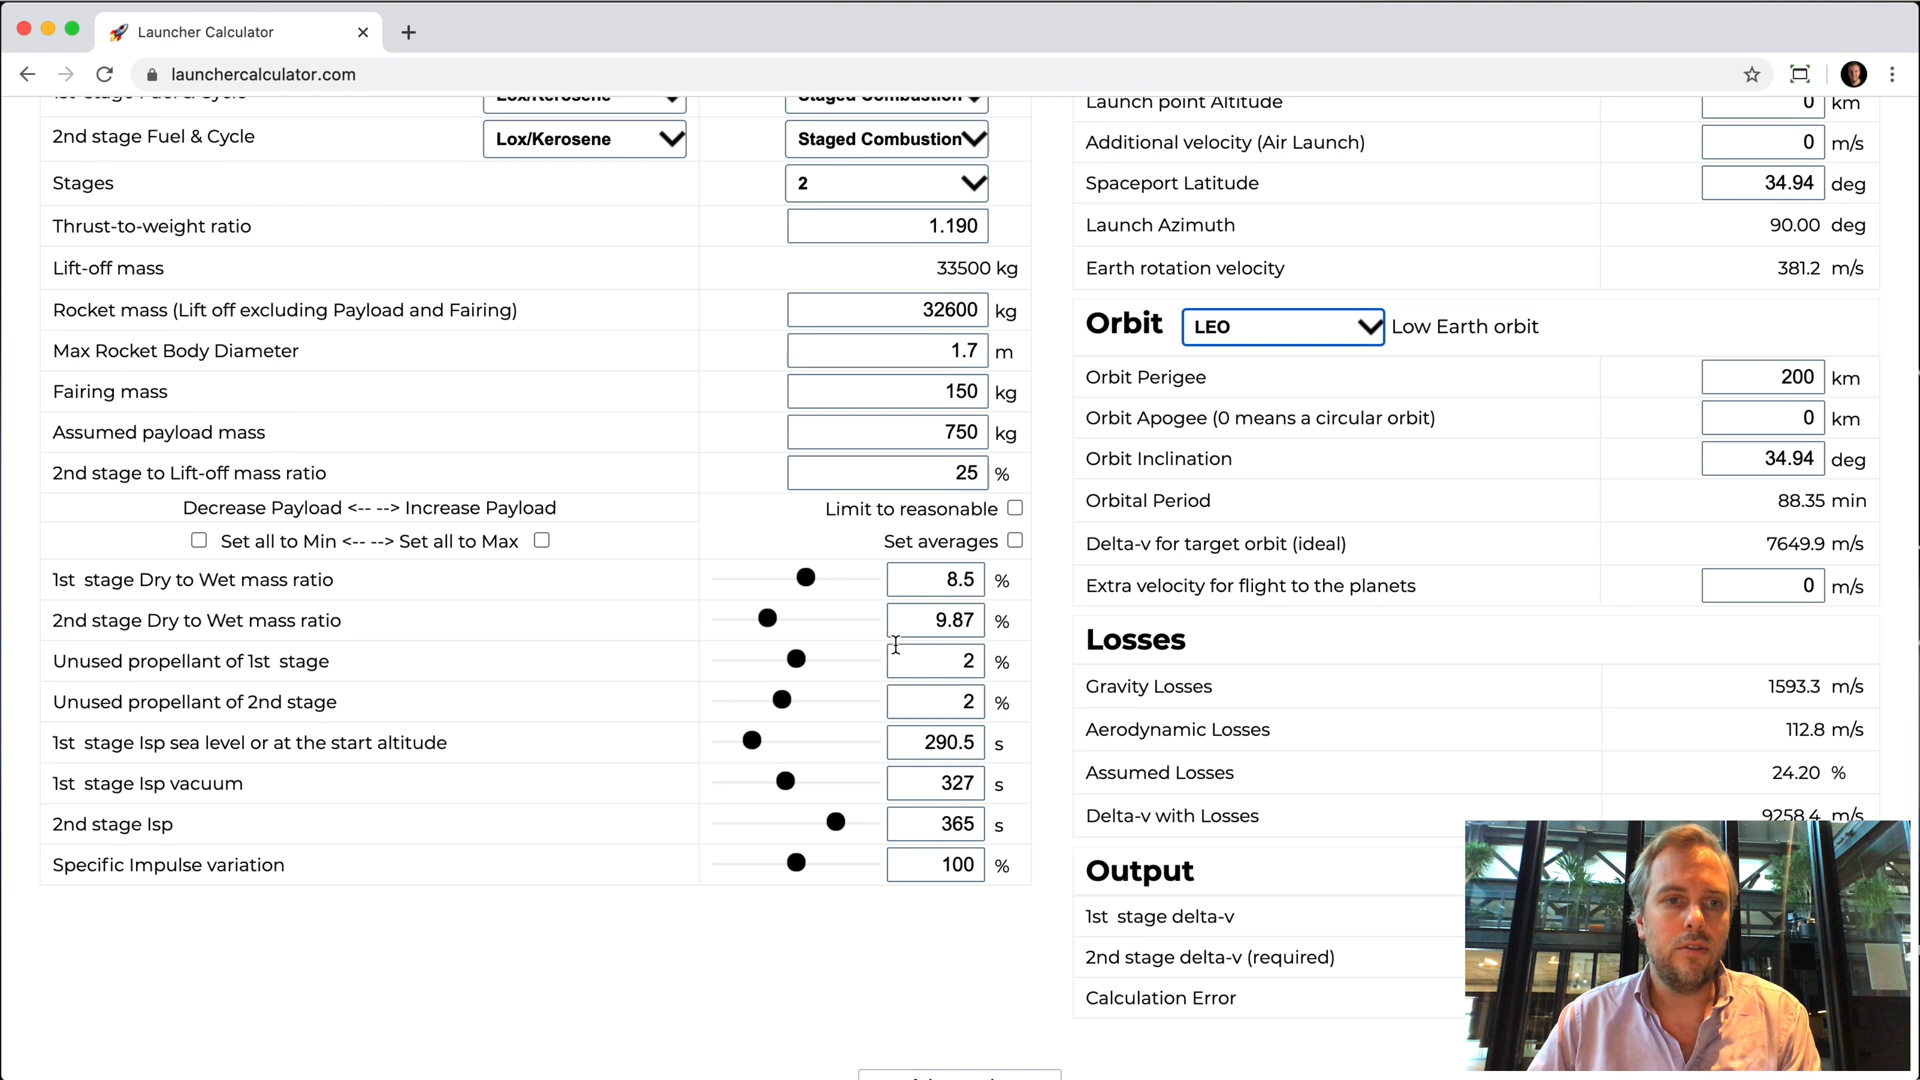 Launcher Calculator
launchercalculator.com
1st stage Fuel & Cycle Lox/Kerosene Staged Combustion
2nd stage Fuel & Cycle Lox/Kerosene Staged Combustion
Stages 2
Thrust-to-weight ratio 1.190
Lift-off mass 33500 kg
Rocket mass (Lift off excluding Payload and Fairing) 32600 kg
Max Rocket Body Diameter 1.7 m
Fairing mass 150 kg
Assumed payload mass 750 kg
2nd stage to Lift-off mass ratio 25 %
Decrease Payload <-- --> Increase Payload Limit to reasonable
Set all to Min <-- --> Set all to Max Set averages
1st stage Dry to Wet mass ratio 8.5 %
2nd stage Dry to Wet mass ratio 9.87 %
Unused propellant of 1st stage 2 %
Unused propellant of 2nd stage 2 %
1st stage Isp sea level or at the start altitude 290.5 s
1st stage Isp vacuum 327 s
2nd stage Isp 365 s
Specific Impulse variation 100 %
Launch point Altitude 0 km
Additional velocity (Air Launch) 0 m/s
Spaceport Latitude 34.94 deg
Launch Azimuth 90.00 deg
Earth rotation velocity 381.2 m/s
Orbit LEO Low Earth orbit
Orbit Perigee 200 km
Orbit Apogee (0 means a circular orbit) 0 km
Orbit Inclination 34.94 deg
Orbital Period 88.35 min
Delta-v for target orbit (ideal) 7649.9 m/s
Extra velocity for flight to the planets 0 m/s
Losses
Gravity Losses 1593.3 m/s
Aerodynamic Losses 112.8 m/s
Assumed Losses 24.20 %
Delta-v with Losses 9258.4 m/s
Output
1st stage delta-v
2nd stage delta-v (required)
Calculation Error